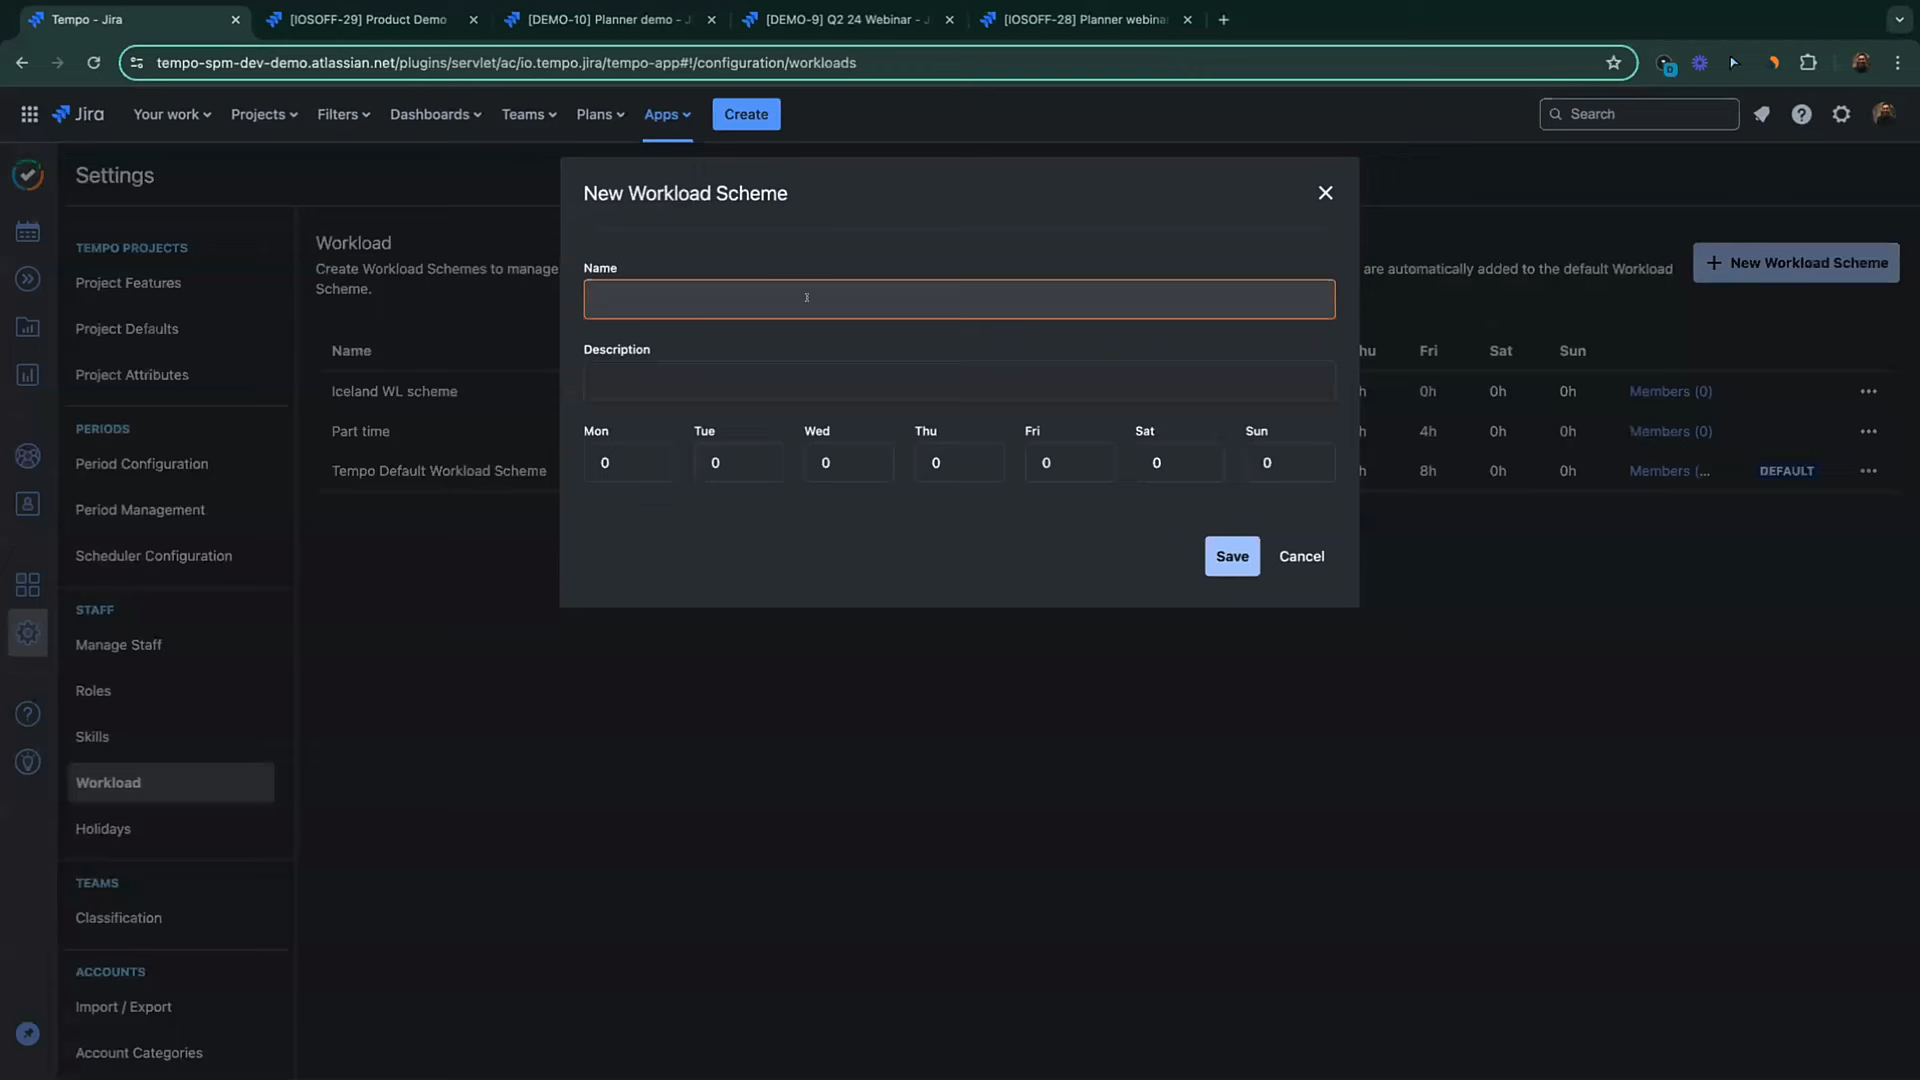 Tempo - Jira
[IOSOFF-29] Product Demo
[DEMO-10] Planner demo - Ji
[DEMO-9] Q2 24 Webinar - J
[IOSOFF-28] Planner webina
tempo-spm-dev-demo.atlassian.net/plugins/servlet/ac/io.tempo.jira/tempo-app#!/configuration/workloads
Jira
Your work
Projects
Filters
Dashboards
Teams
Plans
Apps
Create
Search
Settings
TEMPO PROJECTS
Project Features
Project Defaults
Project Attributes
PERIODS
Period Configuration
Period Management
Scheduler Configuration
STAFF
Manage Staff
Roles
Skills
Workload
Holidays
TEAMS
Classification
ACCOUNTS
Import / Export
Account Categories
Workload
Create Workload Schemes to manage
are automatically added to the default Workload
Scheme.
+ New Workload Scheme
Name
hu Fri Sat Sun
Iceland WL scheme
h 0h 0h 0h Members (0)
Part time
h 4h 0h 0h Members (0)
Tempo Default Workload Scheme
h 8h 0h 0h Members (... DEFAULT
New Workload Scheme
Name
Description
Mon Tue Wed Thu Fri Sat Sun
0 0 0 0 0 0 0
Save Cancel